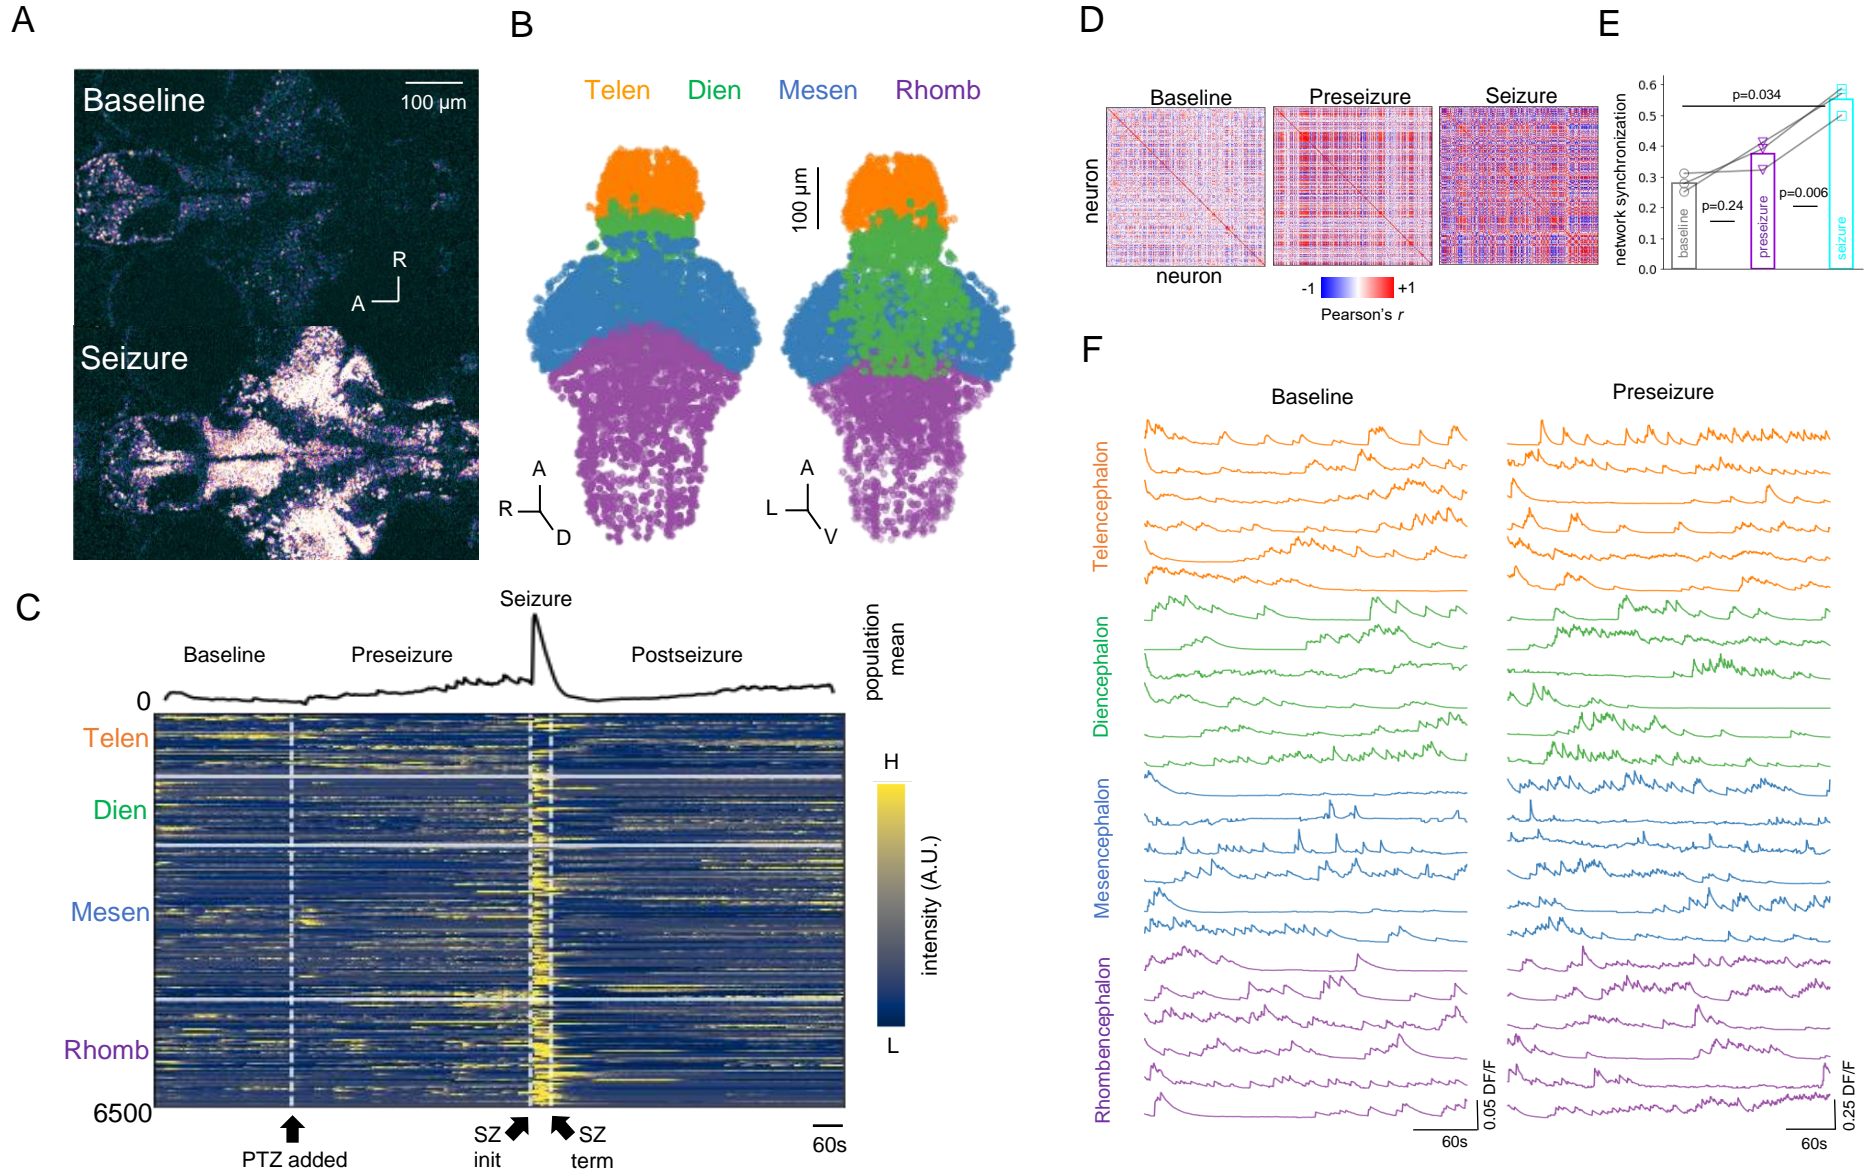 A
Baseline
100 µm
R
A
Seizure
B
Telen Dien Mesen Rhomb
100 µm
A
R
D
A
L
V
C
Seizure
Baseline Preseizure Postseizure
population mean
0
Telen
Dien
Mesen
Rhomb
6500
H
intensity (A.U.)
L
PTZ added
SZ init
SZ term
60s
D
Baseline Preseizure Seizure
neuron
neuron
-1 +1
Pearson's r
E
network synchronization
0.6
0.5
0.4
0.3
0.2
0.1
0.0
p=0.034
p=0.24
p=0.006
baseline
preseizure
seizure
F
Baseline Preseizure
Telencephalon
Diencephalon
Mesencephalon
Rhombencephalon
0.05 DF/F
60s
0.25 DF/F
60s